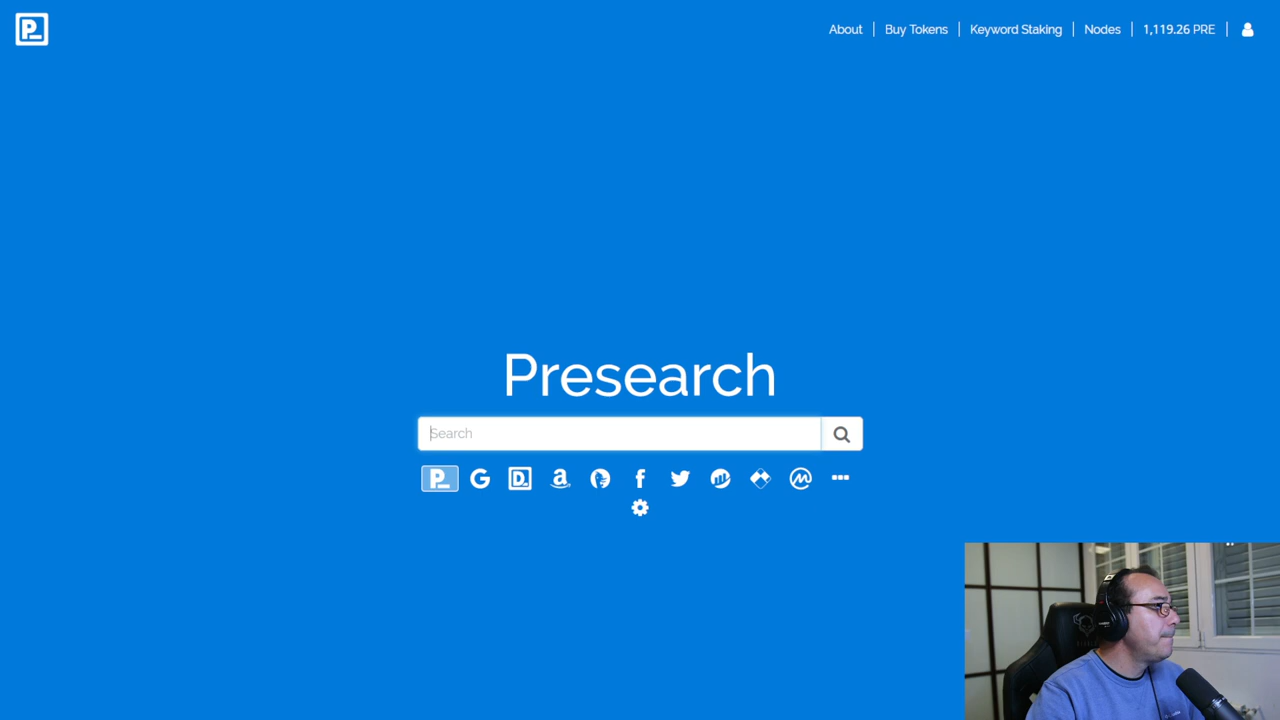 About
Buy Tokens
Keyword Staking
Nodes
1,119.26 PRE
Presearch
Search